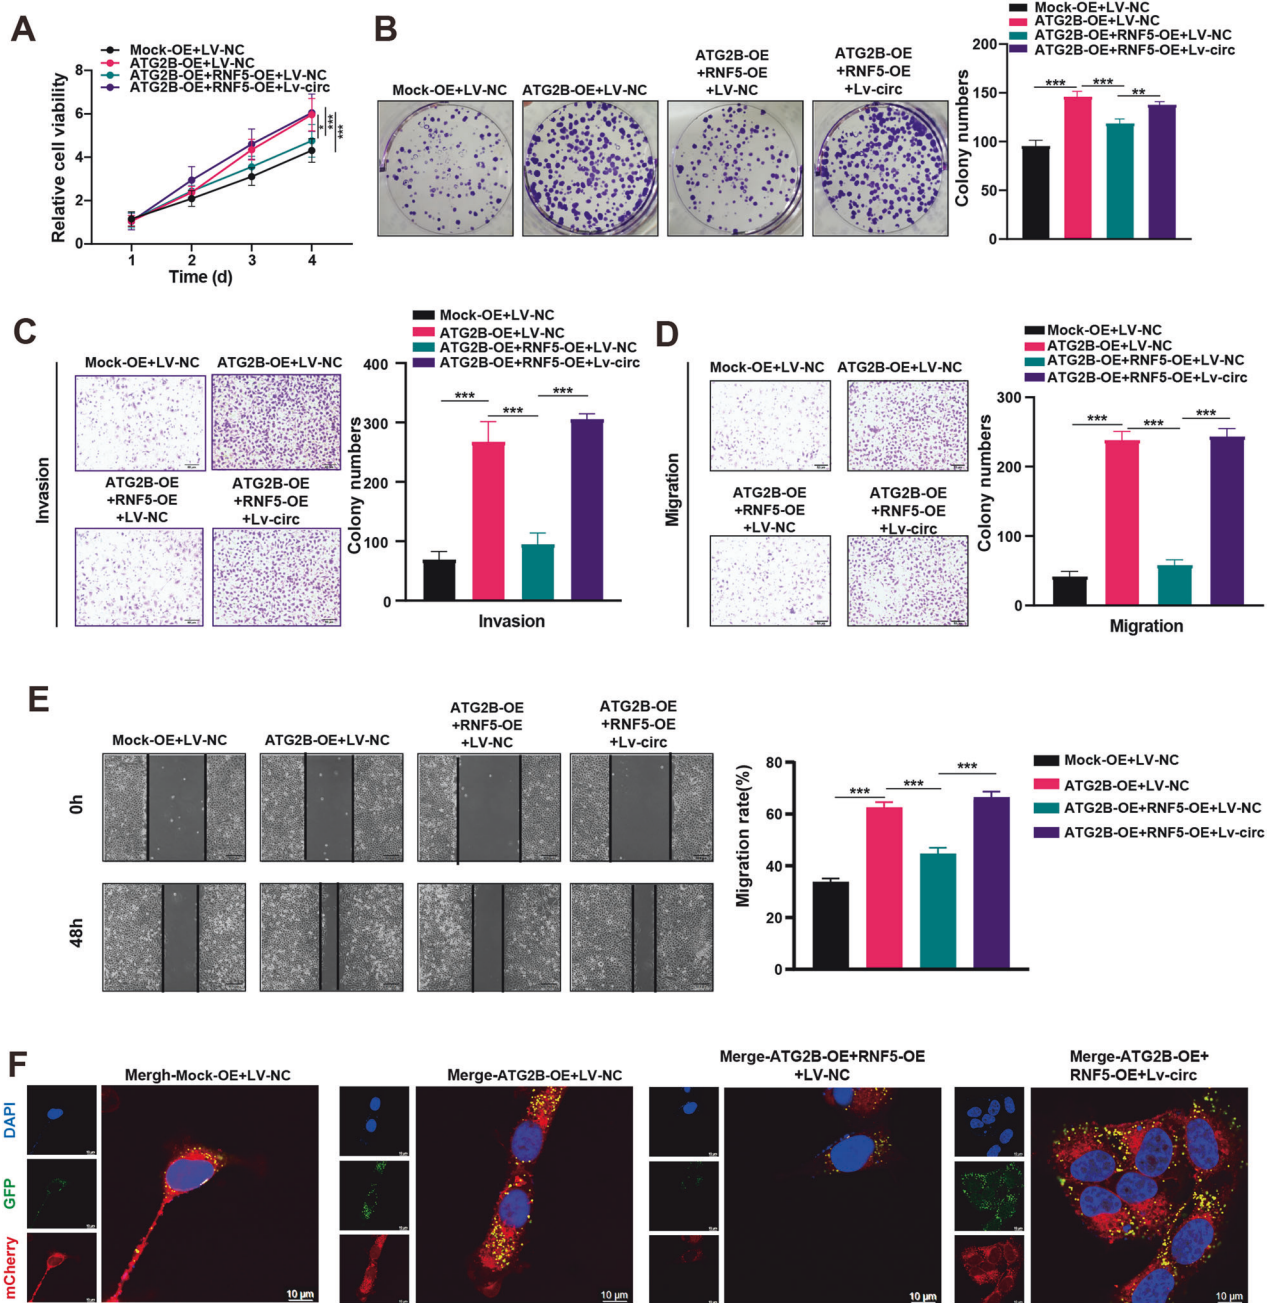 A
Mock-OE+LV-NC
ATG2B-OE+LV-NC
ATG2B-OE+RNF5-OE+LV-NC
ATG2B-OE+RNF5-OE+Lv-circ
Relative cell viability
8
6
4
2
0
1 2 3 4
Time (d)
*
***
***
B
Mock-OE+LV-NC
ATG2B-OE+LV-NC
ATG2B-OE
+RNF5-OE
+LV-NC
ATG2B-OE
+RNF5-OE
+Lv-circ
Mock-OE+LV-NC
ATG2B-OE+LV-NC
ATG2B-OE+RNF5-OE+LV-NC
ATG2B-OE+RNF5-OE+Lv-circ
Colony numbers
200
150
100
50
0
*** *** **
C
Invasion
Mock-OE+LV-NC
ATG2B-OE+LV-NC
ATG2B-OE
+RNF5-OE
+LV-NC
ATG2B-OE
+RNF5-OE
+Lv-circ
Mock-OE+LV-NC
ATG2B-OE+LV-NC
ATG2B-OE+RNF5-OE+LV-NC
ATG2B-OE+RNF5-OE+Lv-circ
Colony numbers
400
300
200
100
0
*** *** ***
Invasion
D
Migration
Mock-OE+LV-NC
ATG2B-OE+LV-NC
ATG2B-OE
+RNF5-OE
+LV-NC
ATG2B-OE
+RNF5-OE
+Lv-circ
Mock-OE+LV-NC
ATG2B-OE+LV-NC
ATG2B-OE+RNF5-OE+LV-NC
ATG2B-OE+RNF5-OE+Lv-circ
Colony numbers
300
200
100
0
*** *** ***
Migration
E
Mock-OE+LV-NC
ATG2B-OE+LV-NC
ATG2B-OE
+RNF5-OE
+LV-NC
ATG2B-OE
+RNF5-OE
+Lv-circ
0h
48h
Migration rate(%)
80
60
40
20
0
*** *** ***
Mock-OE+LV-NC
ATG2B-OE+LV-NC
ATG2B-OE+RNF5-OE+LV-NC
ATG2B-OE+RNF5-OE+Lv-circ
F
DAPI
GFP
mCherry
Mergh-Mock-OE+LV-NC
10 µm
Merge-ATG2B-OE+LV-NC
10 µm
Merge-ATG2B-OE+RNF5-OE
+LV-NC
10 µm
Merge-ATG2B-OE+
RNF5-OE+Lv-circ
10 µm